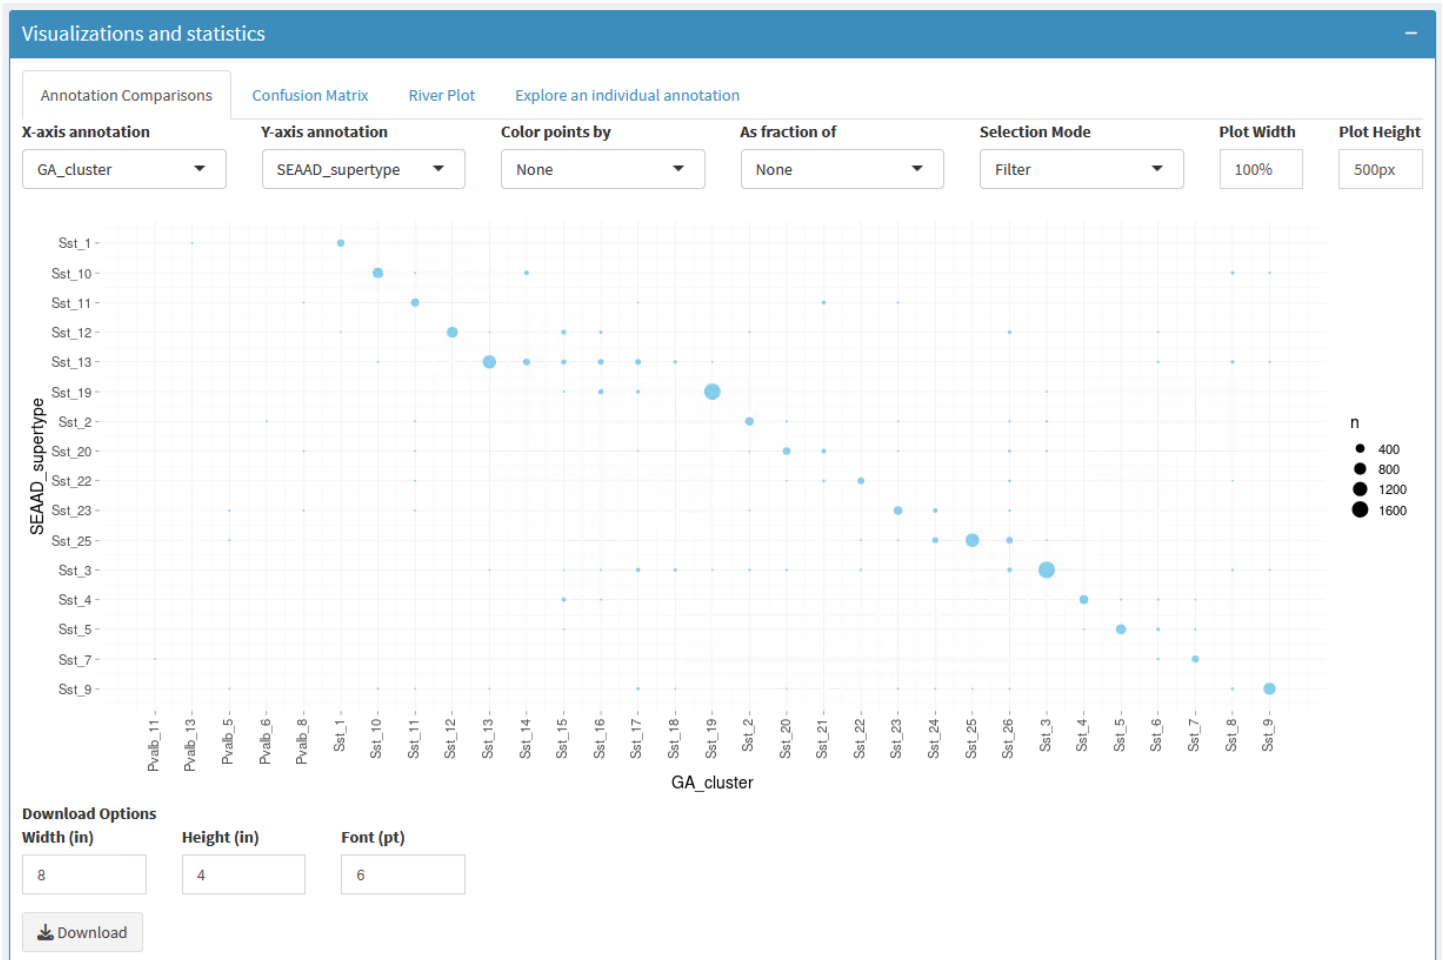 Visualizations and statistics
Annotation Comparisons Confusion Matrix River Plot Explore an individual annotation
X-axis annotation Y-axis annotation Color points by As fraction of Selection Mode Plot Width Plot Height
GA_cluster SEAAD_supertype None None Filter 100% 500px
Sst_1
Sst_10
Sst_11
Sst_12
Sst_13
Sst_19
Sst_2
Sst_20
Sst_22
Sst_23
Sst_25
Sst_3
Sst_4
Sst_5
Sst_7
Sst_9
SEAAD_supertype
n
400
800
1200
1600
Pvalb_11 Pvalb_13 Pvalb_5 Pvalb_6 Pvalb_8 Sst_1 Sst_10 Sst_11 Sst_12 Sst_13 Sst_14 Sst_15 Sst_16 Sst_17 Sst_18 Sst_19 Sst_2 Sst_20 Sst_21 Sst_22 Sst_23 Sst_24 Sst_25 Sst_26 Sst_3 Sst_4 Sst_5 Sst_6 Sst_7 Sst_8 Sst_9
GA_cluster
Download Options
Width (in) Height (in) Font (pt)
8 4 6
Download